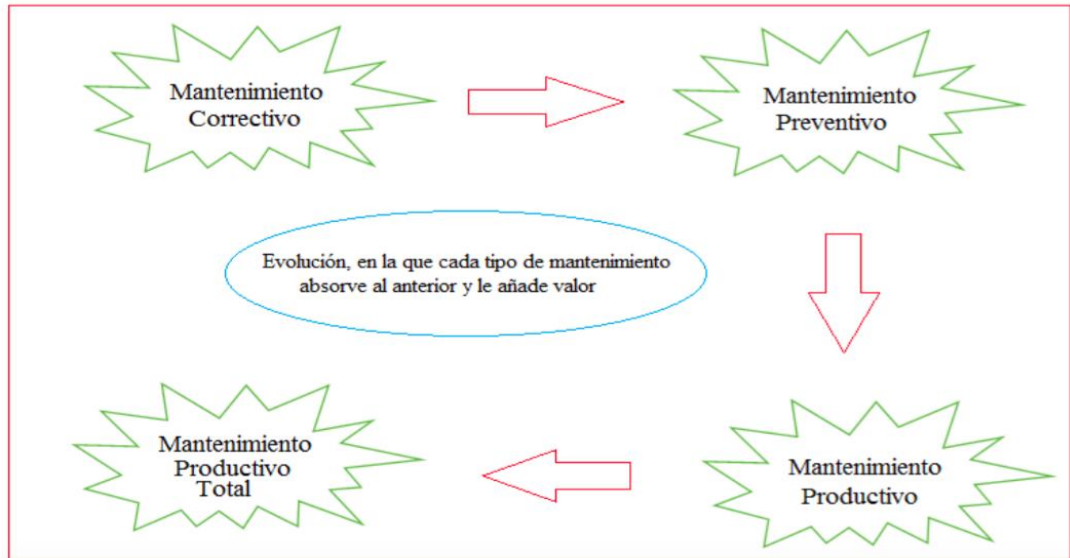 Mantenimiento
Correctivo
Mantenimiento
Preventivo
Evolución, en la que cada tipo de mantenimiento
absorve al anterior y le añade valor
Mantenimiento
Productivo
Total
Mantenimiento
Productivo